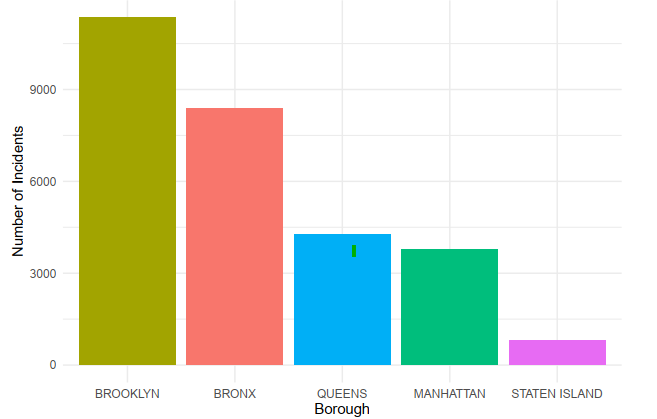 Number of Incidents
9000
6000
3000
0
BROOKLYN BRONX QUEENS MANHATTAN STATEN ISLAND
Borough